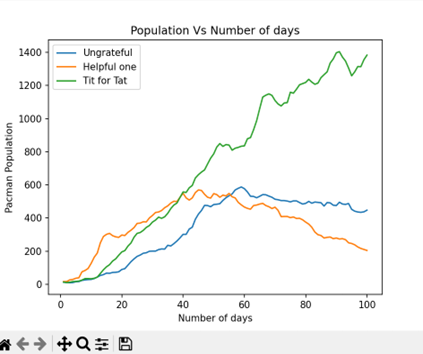 Population Vs Number of days
Ungrateful
Helpful one
Tit for Tat
1400
1200
1000
800
600
400
200
0
Pacman Population
0 20 40 60 80 100
Number of days